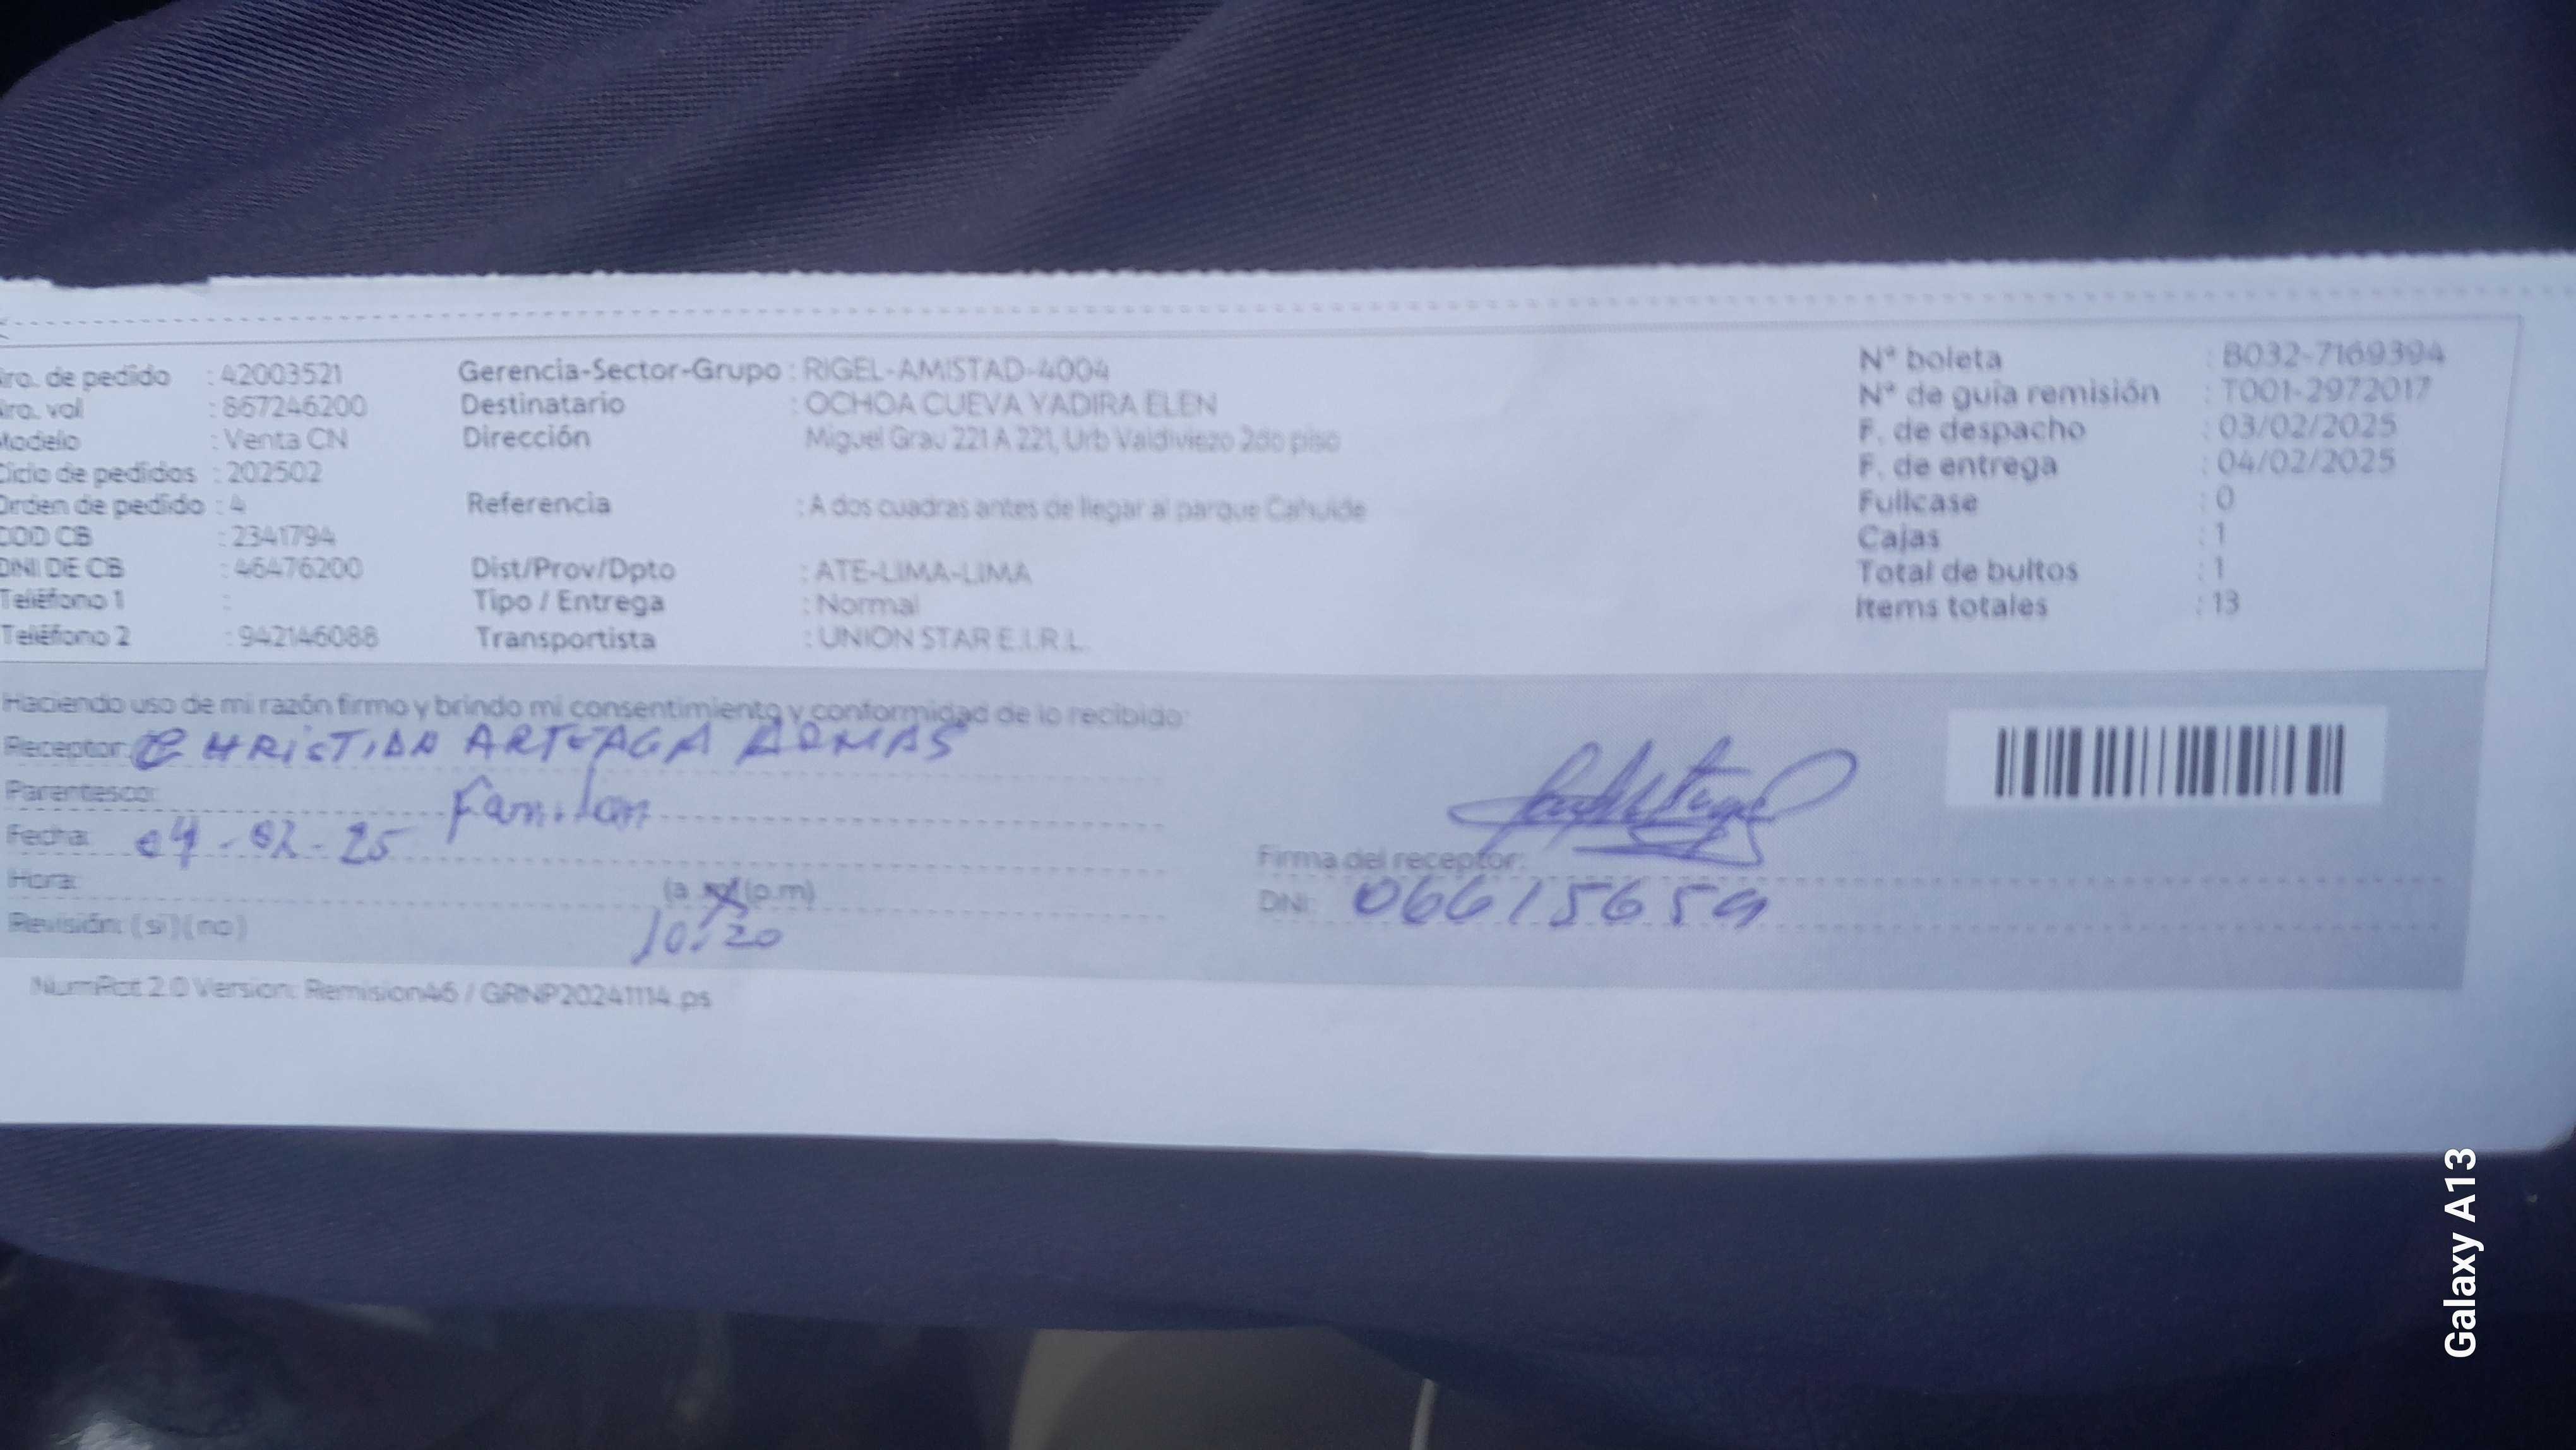 Nro. de pedido : 42003521
Nro. val : 867246200
Modelo : Venta CN
Ciclo de pedidos : 202502
Orden de pedido : 4
COD CB : 2341794
DNI DE CB : 46476200
Teléfono 1 :
Teléfono 2 : 942146088
Gerencia-Sector-Grupo : RIGEL-AMISTAD-4004
Destinatario : OCHOA CUEVA YADIRA ELEN
Dirección Miguel Grau 221 A 221, Urb Valdiviezo 2do piso
Referencia : A dos cuadras antes de llegar al parque Cahuide
Dist/Prov/Dpto : ATE-LIMA-LIMA
Tipo / Entrega : Normal
Transportista : UNION STAR E.I.R.L.
N° boleta : B032-7169394
N° de guía remisión : T001-2972017
F. de despacho : 03/02/2025
F. de entrega : 04/02/2025
Fullcase : 0
Cajas : 1
Total de bultos : 1
Items totales : 13
Haciendo uso de mi razón firmo y brindo mi consentimiento y conformidad de lo recibido:
Receptor: CHRISTIAN ARTEAGA ARMAS
Parentesco: Familiar
Fecha: 04-02-25
Hora: (a.m)(p.m)
10:20
Revisión: (si)(no)
Firma del receptor:
DNI: 06615659
NumRot 2.0 Version: Remision46 / GRNP20241114.ps
Galaxy A13